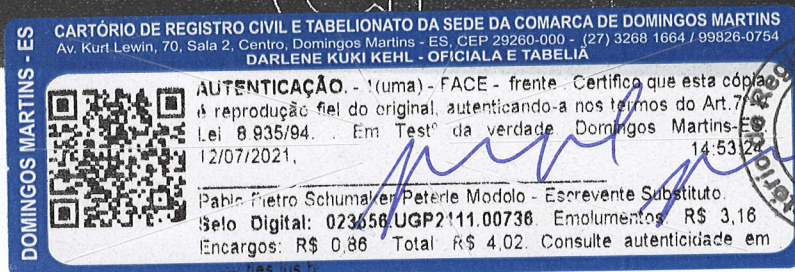 CARTÓRIO DE REGISTRO CIVIL E TABELIONATO DA SEDE DA COMARCA DE DOMINGOS MARTINS
Av. Kurt Lewin, 70, Sala 2, Centro, Domingos Martins - ES, CEP 29260-000 - (27) 3268 1664 / 99826-0754
DARLENE KUKI KEHL - OFICIALA E TABELIÃ
DOMINGOS MARTINS - ES
AUTENTICAÇÃO. - 1(uma) - FACE - frente Certifico que esta cópia
é reprodução fiel do original, autenticando-a nos termos do Art.7º
Lei 8.935/94. . Em Testº da verdade Domingos Martins-ES
12/07/2021, 14:53:24
Pablo Pietro Schumaker Peterle Modolo - Escrevente Substituto.
Selo Digital: 023556.UGP2111.00736. Emolumentos: R$ 3,16
Encargos: R$ 0,86 Total R$ 4,02. Consulte autenticidade em